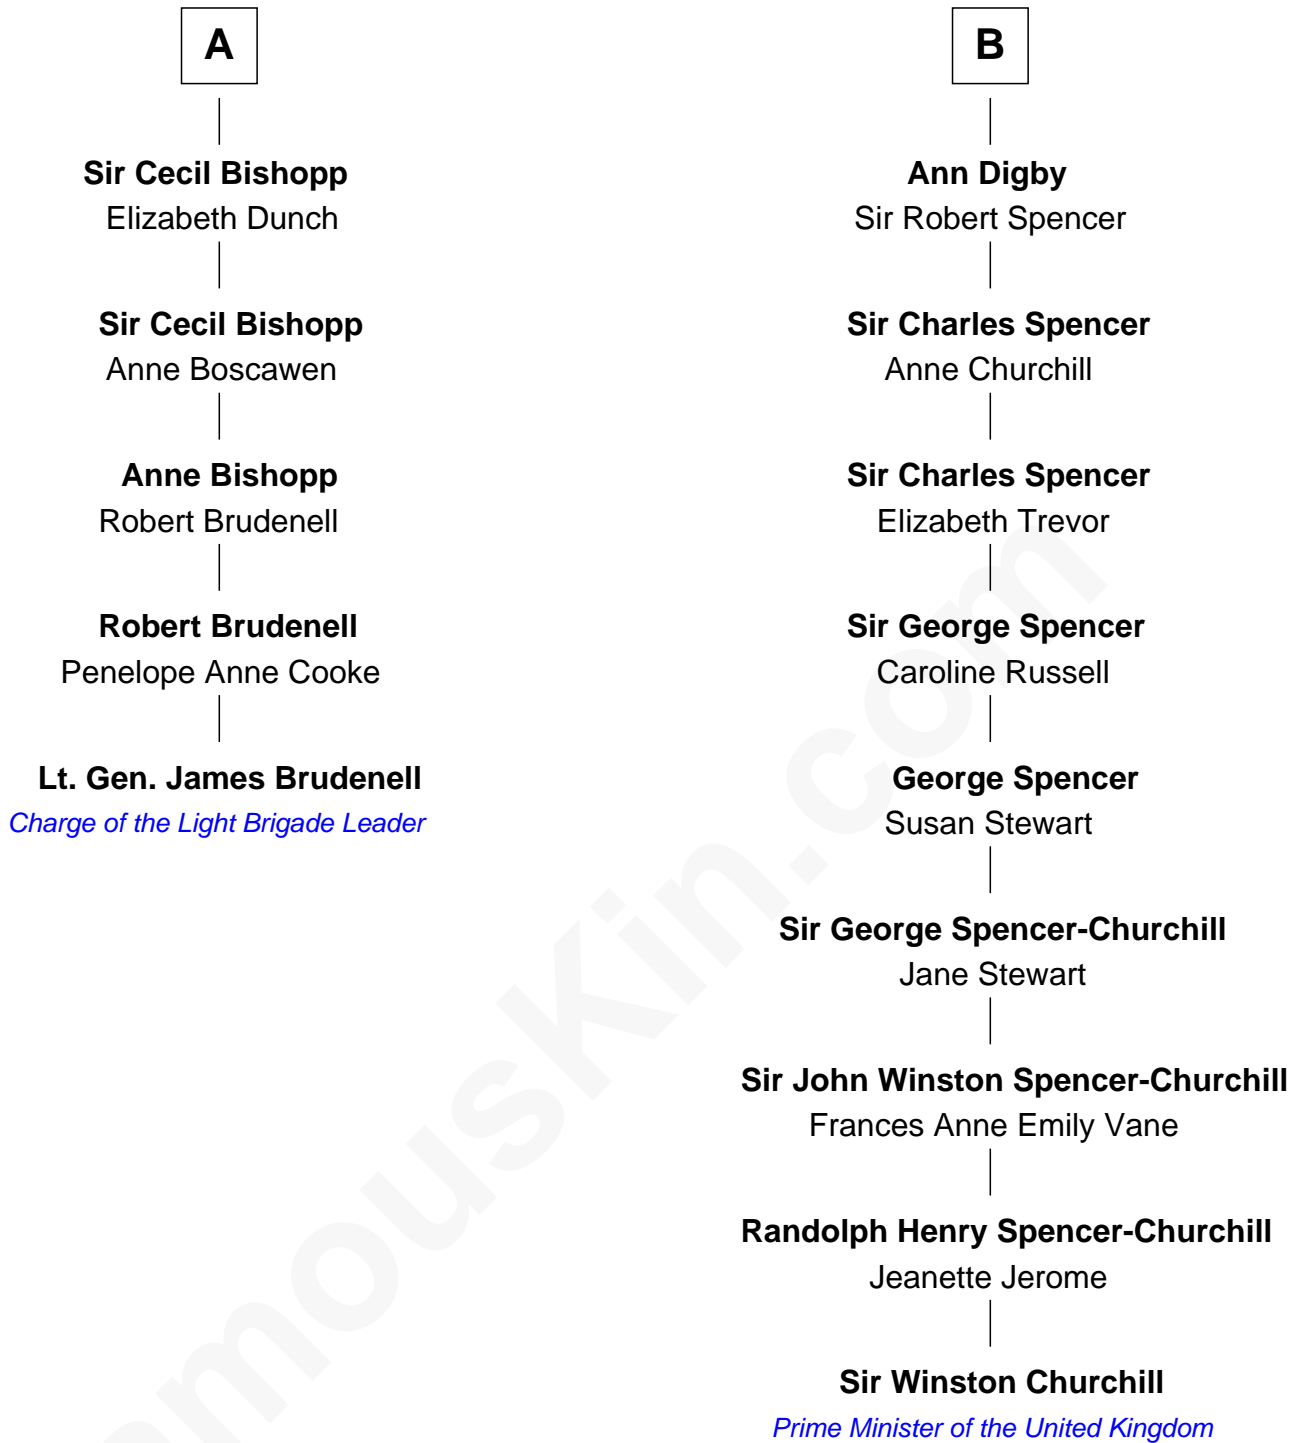 A
Sir Cecil Bishopp
Elizabeth Dunch
Sir Cecil Bishopp
Anne Boscawen
Anne Bishopp
Robert Brudenell
Robert Brudenell
Penelope Anne Cooke
Lt. Gen. James Brudenell
Charge of the Light Brigade Leader
B
Ann Digby
Sir Robert Spencer
Sir Charles Spencer
Anne Churchill
Sir Charles Spencer
Elizabeth Trevor
Sir George Spencer
Caroline Russell
George Spencer
Susan Stewart
Sir George Spencer-Churchill
Jane Stewart
Sir John Winston Spencer-Churchill
Frances Anne Emily Vane
Randolph Henry Spencer-Churchill
Jeanette Jerome
Sir Winston Churchill
Prime Minister of the United Kingdom
amousKin.com